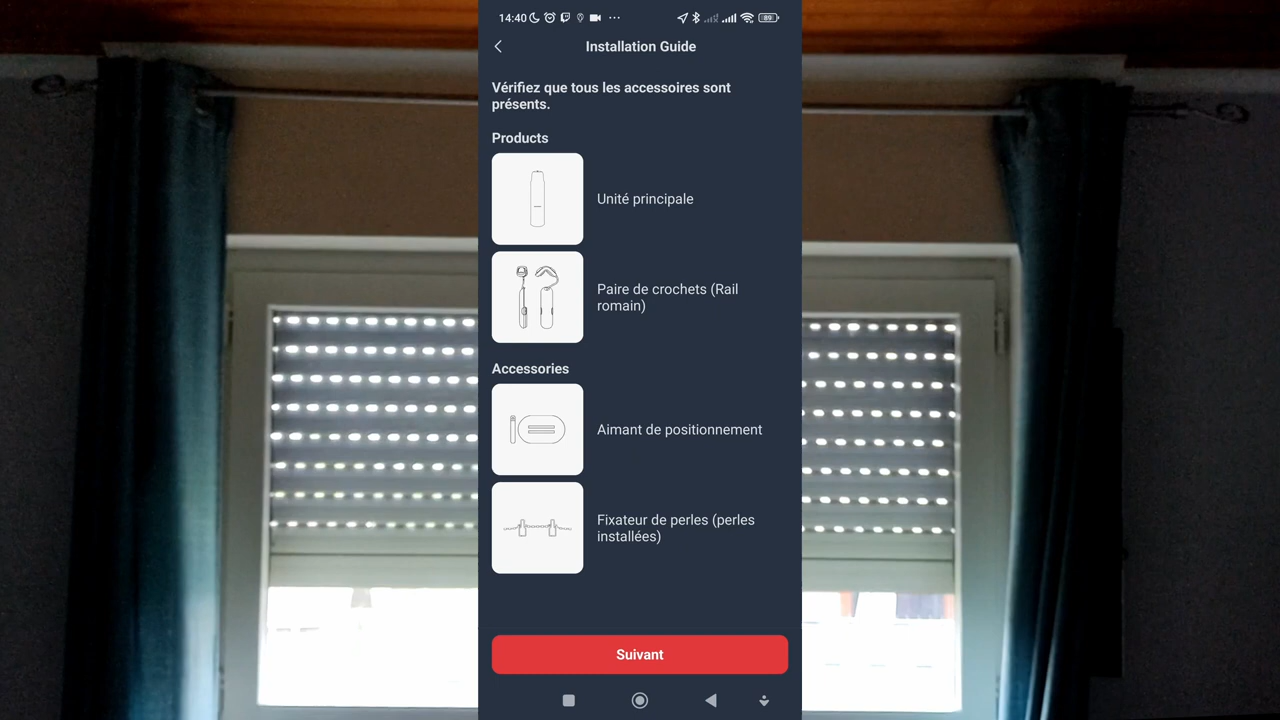 14:40
89
Installation Guide
Vérifiez que tous les accessoires sont
présents.
Products
Unité principale
Paire de crochets (Rail
romain)
Accessories
Aimant de positionnement
Fixateur de perles (perles
installées)
Suivant